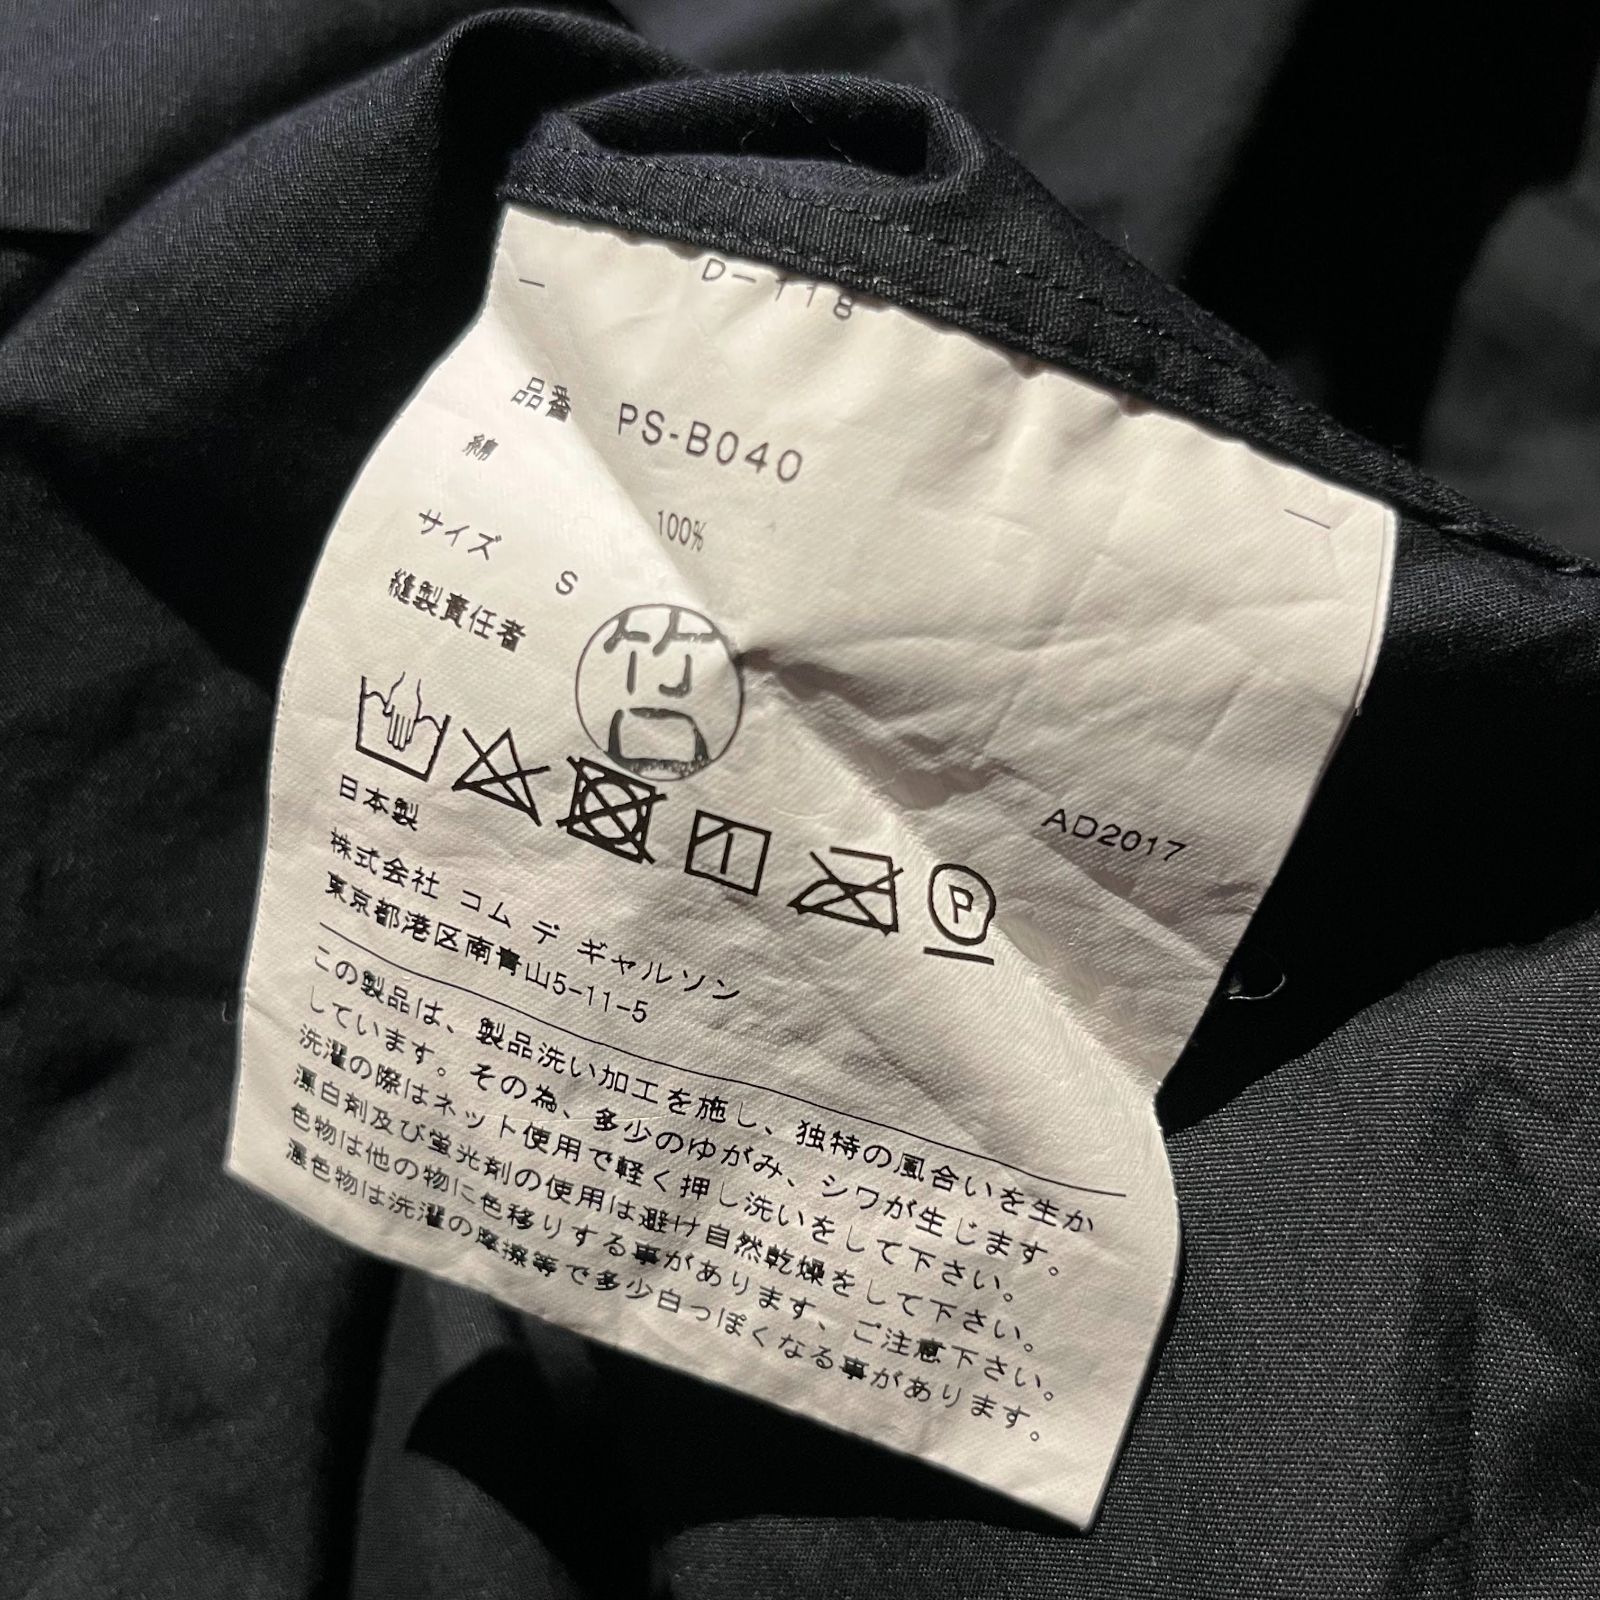 D-118
品番 PS-B040
綿 100%
サイズ S
縫製責任者
AD2017
P
日本製
株式会社 コム デ ギャルソン
東京都港区南青山5-11-5
この製品は、製品洗い加工を施し、独特の風合いを生か
しています。その為、多少のゆがみ、シワが生じます。
洗濯の際はネット使用で軽く押し洗いをして下さい。
漂白剤及び蛍光剤の使用は避け自然乾燥をして下さい。
色物は他の物に色移りする事があります、ご注意下さい。
濃色物は洗濯の摩擦等で多少白っぽくなる事があります。